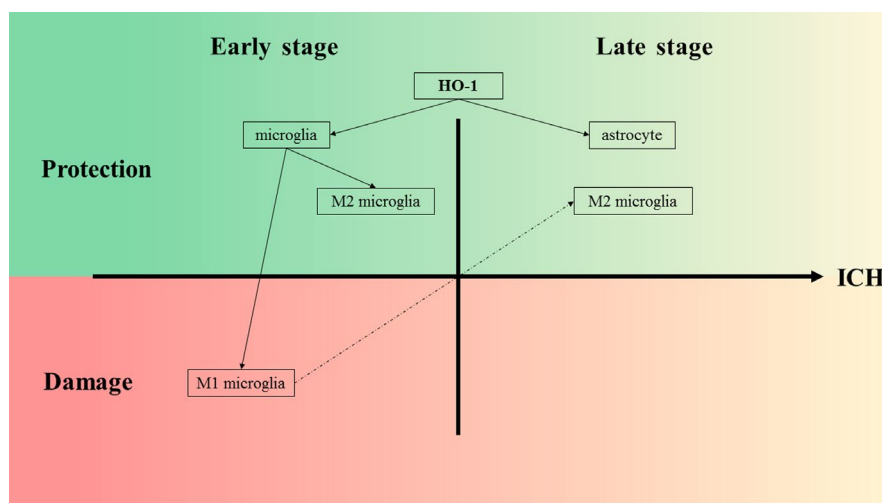 Early stage
Late stage
HO-1
microglia
astrocyte
Protection
M2 microglia
M2 microglia
ICH
Damage
M1 microglia